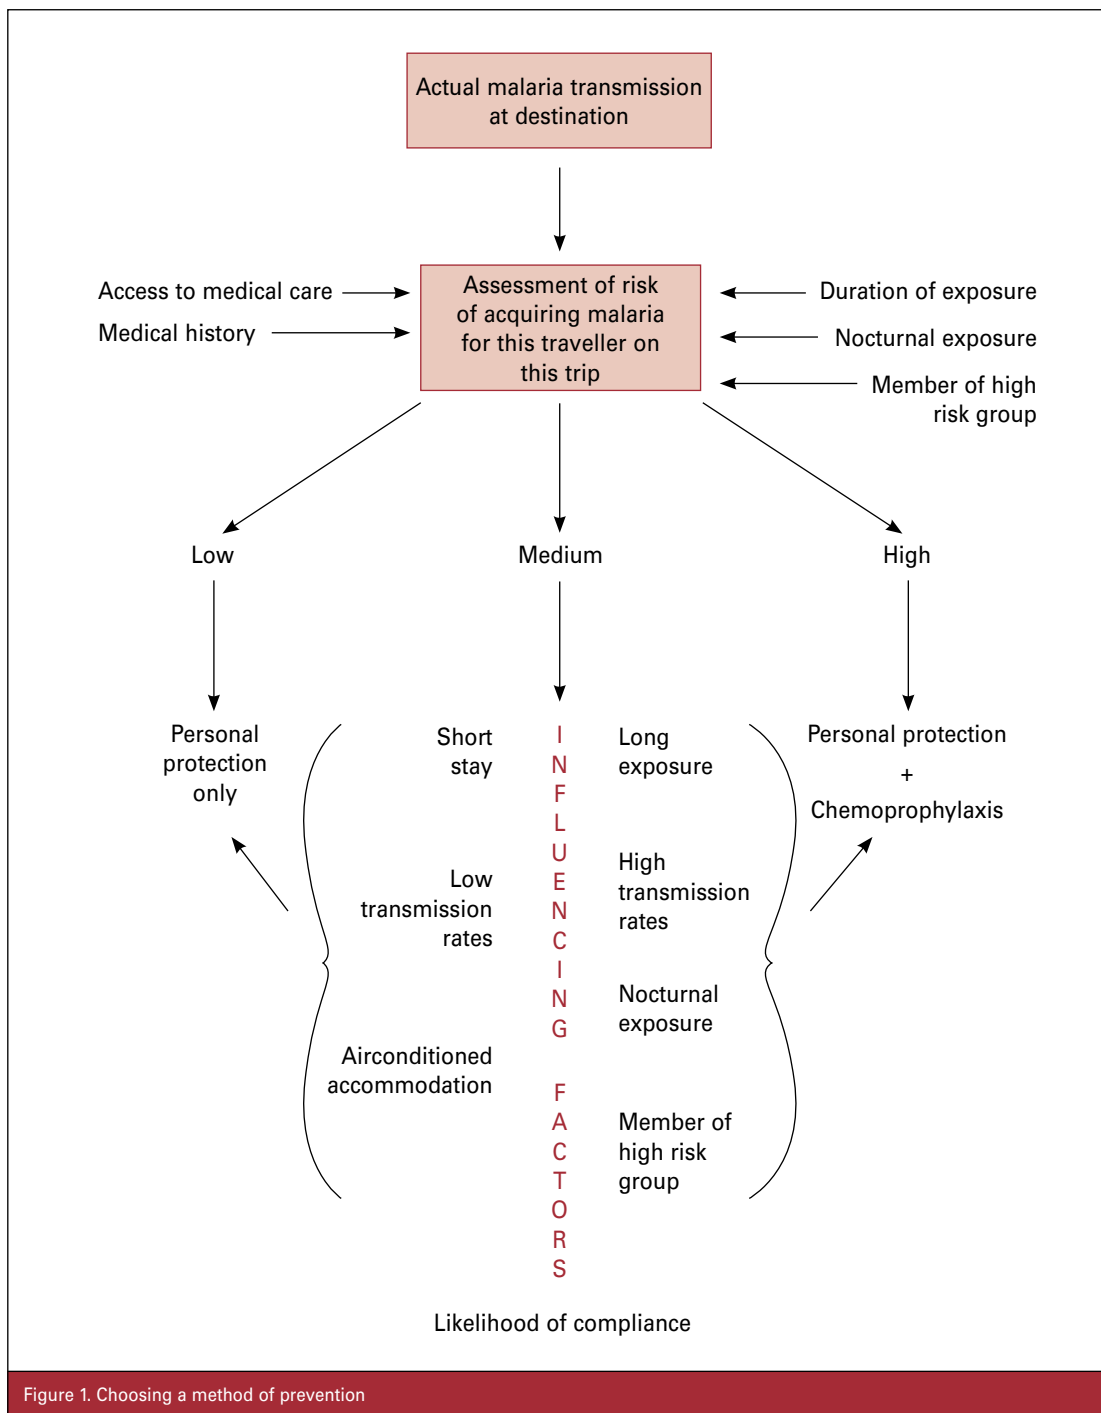 Actual malaria transmission
at destination
Access to medical care
Medical history
Assessment of risk
of acquiring malaria
for this traveller on
this trip
Duration of exposure
Nocturnal exposure
Member of high
risk group
Low
Medium
High
Personal
protection
only
Short
stay
Low
transmission
rates
Airconditioned
accommodation
INFLUENCING FACTORS
Long
exposure
High
transmission
rates
Nocturnal
exposure
Member of
high risk
group
Personal protection
+
Chemoprophylaxis
Likelihood of compliance
Figure 1. Choosing a method of prevention